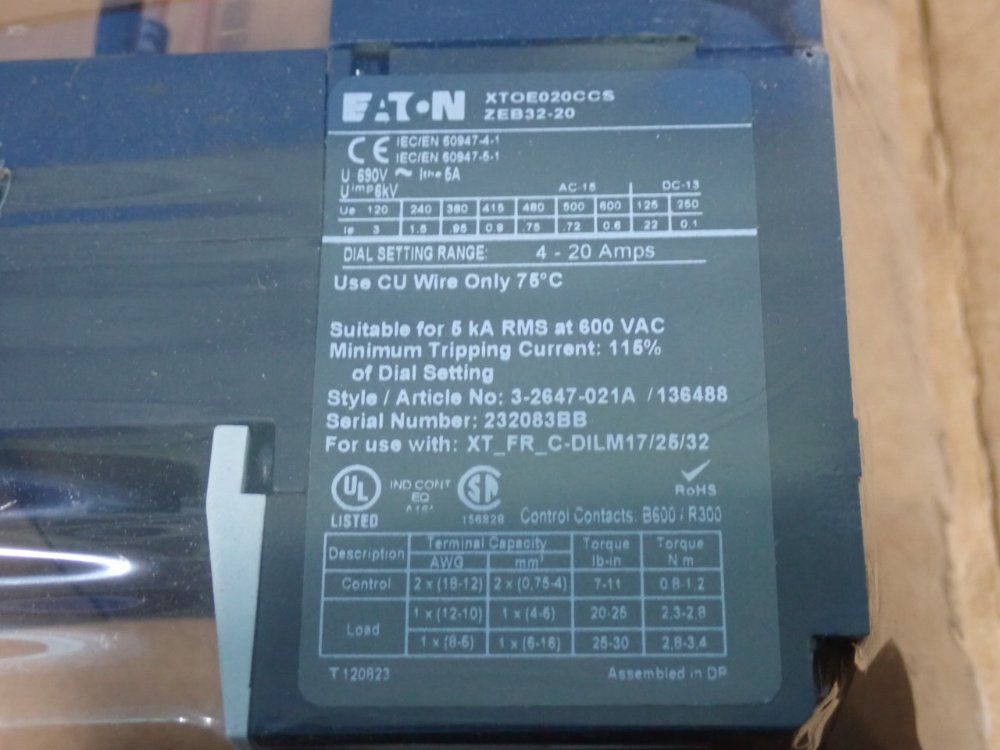 EATON XTOE020CCS
ZEB32-20
CE IEC/EN 60947-4-1
IEC/EN 60947-5-1
U 690V ~ Ithe 5A
Uimp 6kV AC-15 DC-13
Ue 120 240 380 415 480 500 600 125 250
Ie 3 1.5 .95 0.9 .75 .72 0.6 .22 0.1
DIAL SETTING RANGE: 4 - 20 Amps
Use CU Wire Only 75°C
Suitable for 5 kA RMS at 600 VAC
Minimum Tripping Current: 115%
of Dial Setting
Style / Article No: 3-2647-021A / 136488
Serial Number: 232083BB
For use with: XT_FR_C-DILM17/25/32
UL IND CONT SA
EQ RoHS
LISTED 156828 Control Contacts: B600 / R300
Description Terminal Capacity Torque Torque
AWG mm² lb-in N m
Control 2 x (18-12) 2 x (0,75-4) 7-11 0.8-1.2
Load 1 x (12-10) 1 x (4-6) 20-25 2,3-2,8
1 x (8-6) 1 x (6-16) 25-30 2,8-3,4
T 120823 Assembled in DR